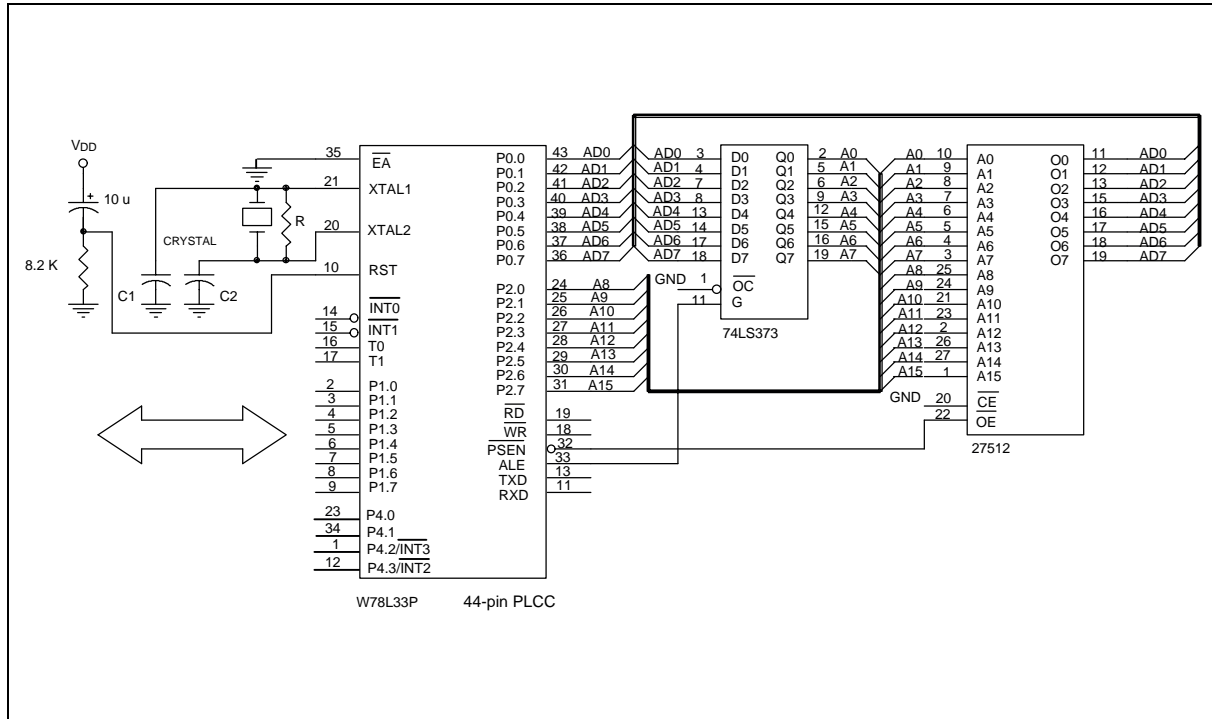 VDD
10 u
8.2 K
CRYSTAL
C1
C2
R
35 EA
21 XTAL1
20 XTAL2
10 RST
14 INT0
15 INT1
16 T0
17 T1
2 P1.0
3 P1.1
4 P1.2
5 P1.3
6 P1.4
7 P1.5
8 P1.6
9 P1.7
23 P4.0
34 P4.1
1 P4.2/INT3
12 P4.3/INT2
P0.0 43 AD0
P0.1 42 AD1
P0.2 41 AD2
P0.3 40 AD3
P0.4 39 AD4
P0.5 38 AD5
P0.6 37 AD6
P0.7 36 AD7
P2.0 24 A8
P2.1 25 A9
P2.2 26 A10
P2.3 27 A11
P2.4 28 A12
P2.5 29 A13
P2.6 30 A14
P2.7 31 A15
RD 19
WR 18
PSEN 32
ALE 33
TXD 13
RXD 11
W78L33P 44-pin PLCC
AD0 3 D0 Q0 2 A0
AD1 4 D1 Q1 5 A1
AD2 7 D2 Q2 6 A2
AD3 8 D3 Q3 9 A3
AD4 13 D4 Q4 12 A4
AD5 14 D5 Q5 15 A5
AD6 17 D6 Q6 16 A6
AD7 18 D7 Q7 19 A7
GND 1 OC
11 G
74LS373
A0 10 A0 O0 11 AD0
A1 9 A1 O1 12 AD1
A2 8 A2 O2 13 AD2
A3 7 A3 O3 15 AD3
A4 6 A4 O4 16 AD4
A5 5 A5 O5 17 AD5
A6 4 A6 O6 18 AD6
A7 3 A7 O7 19 AD7
A8 25 A8
A9 24 A9
A10 21 A10
A11 23 A11
A12 2 A12
A13 26 A13
A14 27 A14
A15 1 A15
GND 20 CE
22 OE
27512